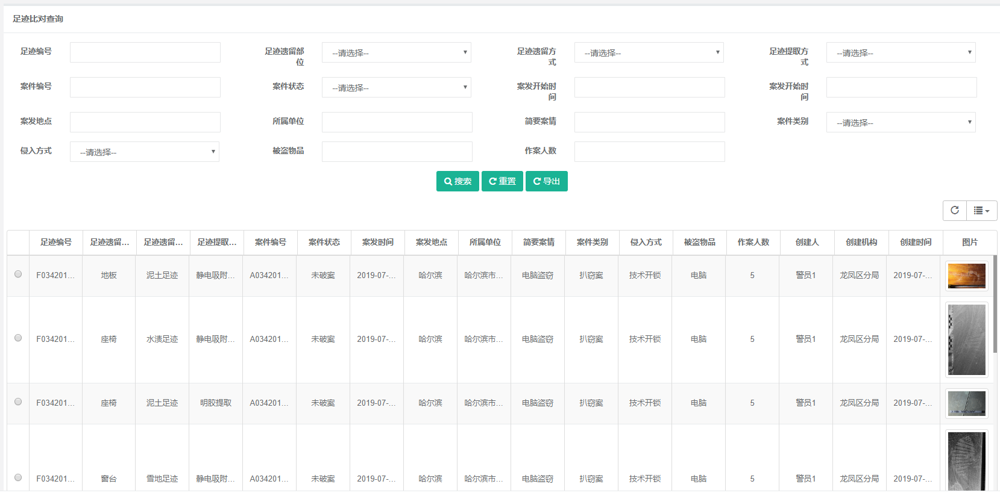 足迹比对查询
足迹编号
足迹遗留部位
--请选择--
足迹遗留方式
--请选择--
足迹提取方式
--请选择--
案件编号
案件状态
--请选择--
案发开始时间
案发开始时间
案发地点
所属单位
简要案情
案件类别
--请选择--
侵入方式
--请选择--
被盗物品
作案人数
搜索 重置 导出
足迹编号 足迹遗留... 足迹遗留... 足迹提取... 案件编号 案件状态 案发时间 案发地点 所属单位 简要案情 案件类别 侵入方式 被盗物品 作案人数 创建人 创建机构 创建时间 图片
F034201... 地板 泥土足迹 静电吸附... A034201... 未破案 2019-07-... 哈尔滨 哈尔滨市... 电脑盗窃 扒窃案 技术开锁 电脑 5 警员1 龙凤区分局 2019-07-...
F034201... 座椅 水渍足迹 静电吸附... A034201... 未破案 2019-07-... 哈尔滨 哈尔滨市... 电脑盗窃 扒窃案 技术开锁 电脑 5 警员1 龙凤区分局 2019-07-...
F034201... 座椅 泥土足迹 明胶提取 A034201... 未破案 2019-07-... 哈尔滨 哈尔滨市... 电脑盗窃 扒窃案 技术开锁 电脑 5 警员1 龙凤区分局 2019-07-...
F034201... 窗台 雪地足迹 静电吸附... A034201... 未破案 2019-07-... 哈尔滨 哈尔滨市... 电脑盗窃 扒窃案 技术开锁 电脑 5 警员1 龙凤区分局 2019-07-...